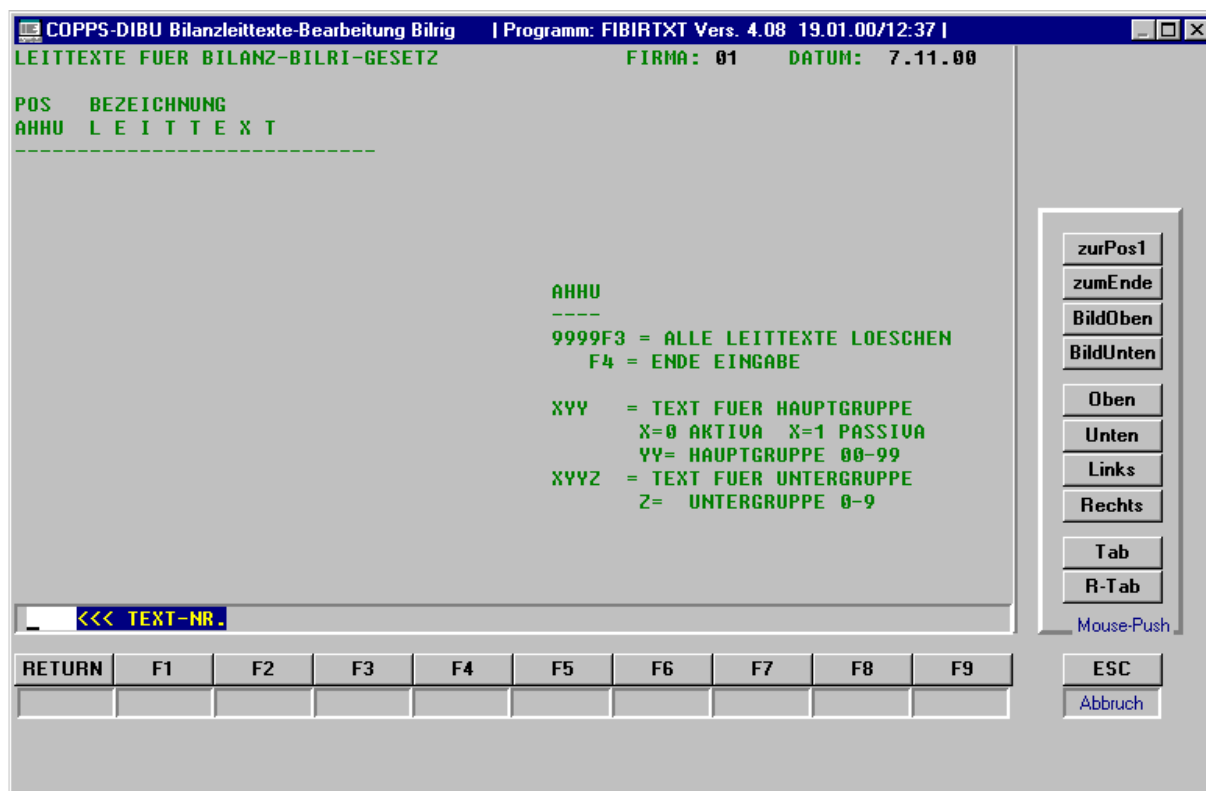 COPPS-DIBU Bilanzleittexte-Bearbeitung Bilrig | Programm: FIBIRTXT Vers. 4.08 19.01.00/12:37 |
LEITTEXTE FUER BILANZ-BILRI-GESETZ FIRMA: 01 DATUM: 7.11.00
POS BEZEICHNUNG
AHHU L E I T T E X T
-----------------------------
AHHU
----
9999F3 = ALLE LEITTEXTE LOESCHEN
F4 = ENDE EINGABE
XYY = TEXT FUER HAUPTGRUPPE
X=0 AKTIVA X=1 PASSIVA
YY= HAUPTGRUPPE 00-99
XYYZ = TEXT FUER UNTERGRUPPE
Z= UNTERGRUPPE 0-9
_ <<< TEXT-NR.
zurPos1
zumEnde
BildOben
BildUnten
Oben
Unten
Links
Rechts
Tab
R-Tab
Mouse-Push
RETURN F1 F2 F3 F4 F5 F6 F7 F8 F9 ESC
Abbruch